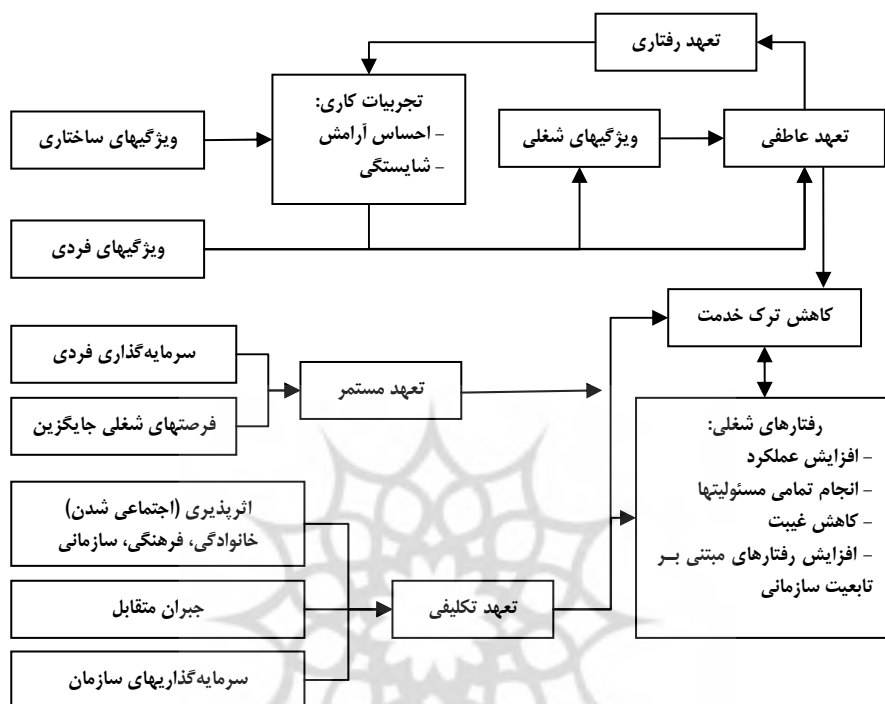 تعهد رفتاری
تجربیات کاری:
- احساس آرامش
- شایستگی
ویژگیهای ساختاری
ویژگیهای شغلی
تعهد عاطفی
ویژگیهای فردی
کاهش ترک خدمت
سرمایه‌گذاری فردی
تعهد مستمر
فرصتهای شغلی جایگزین
رفتارهای شغلی:
- افزایش عملکرد
- انجام تمامی مسئولیتها
- کاهش غیبت
- افزایش رفتارهای مبتنی بـر
تابعیت سازمانی
اثرپذیری (اجتماعی شدن)
خانوادگی، فرهنگی، سازمانی
جبران متقابل
تعهد تکلیفی
سرمایه‌گذاریهای سازمان